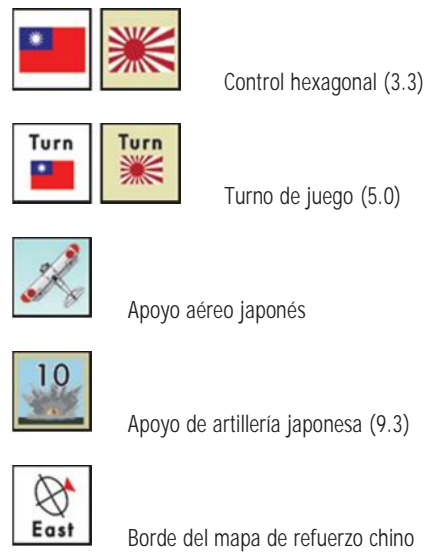 Control hexagonal (3.3)
Turn Turn
Turno de juego (5.0)
Apoyo aéreo japonés
10
Apoyo de artillería japonesa (9.3)
East
Borde del mapa de refuerzo chino